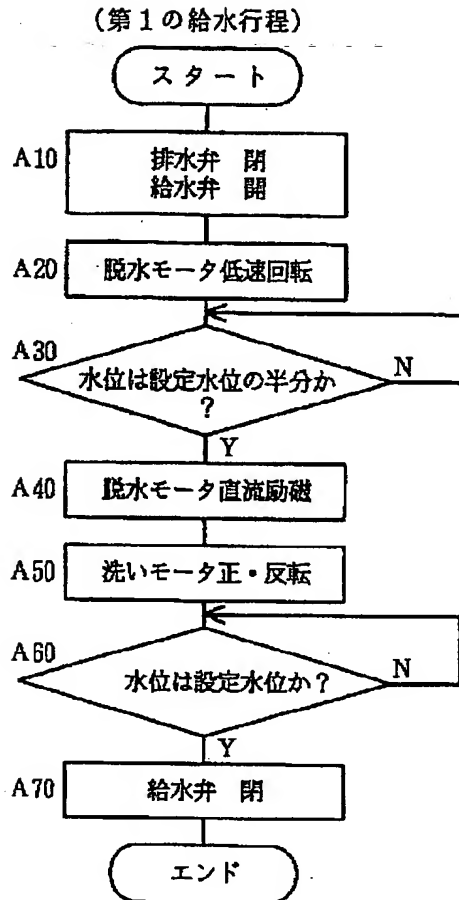 (第1の給水行程)
スタート
A10
排水弁 閉
給水弁 開
A20
脱水モータ低速回転
A30
水位は設定水位の半分か
?
N
Y
A40
脱水モータ直流励磁
A50
洗いモータ正・反転
A60
水位は設定水位か?
N
Y
A70
給水弁 閉
エンド